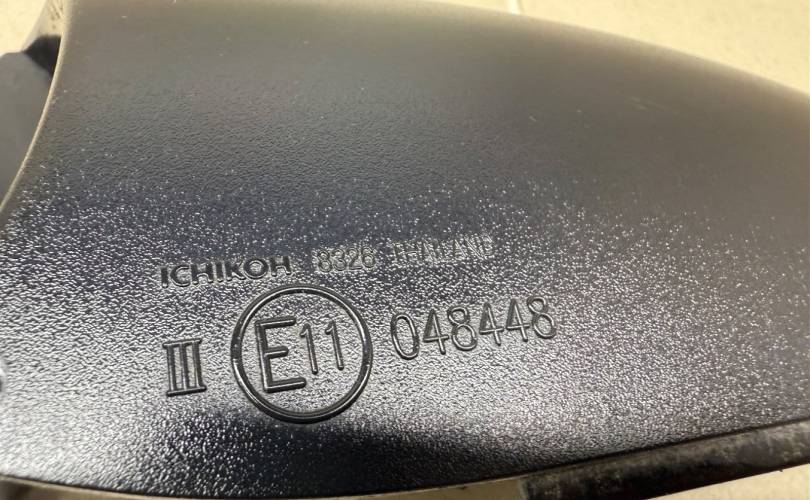 ICHIKOH 8326 THAILAND
III E11 048448